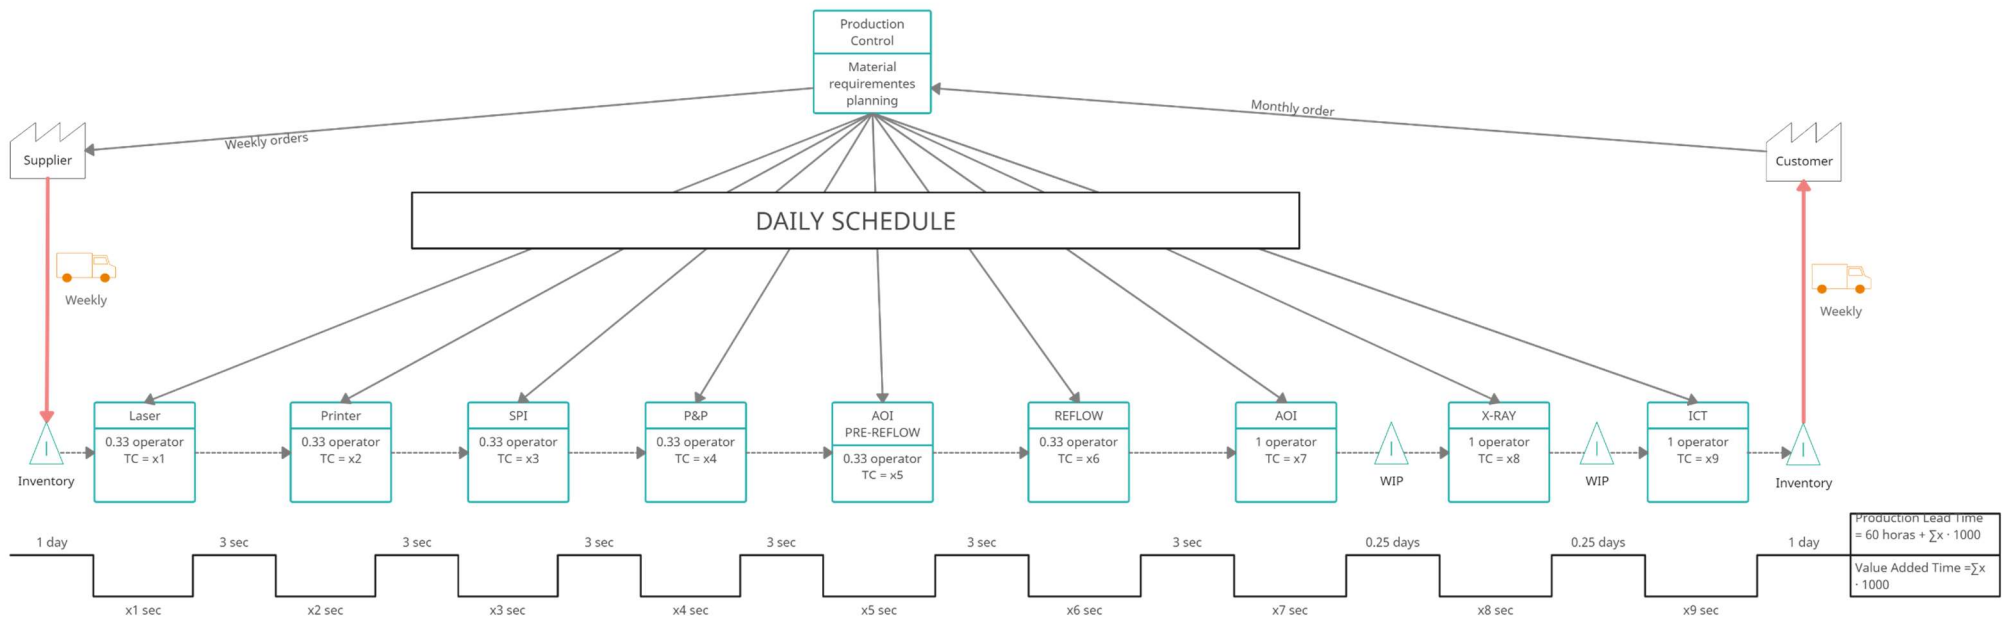 Production
Control
Material
requirementes
planning
Monthly order
Weekly orders
Supplier
Customer
DAILY SCHEDULE
Weekly
Weekly
Laser
0.33 operator
TC = x1
Printer
0.33 operator
TC = x2
SPI
0.33 operator
TC = x3
P&P
0.33 operator
TC = x4
AOI
PRE-REFLOW
0.33 operator
TC = x5
REFLOW
0.33 operator
TC = x6
AOI
1 operator
TC = x7
X-RAY
1 operator
TC = x8
ICT
1 operator
TC = x9
I
Inventory
I
WIP
I
WIP
I
Inventory
1 day
3 sec
3 sec
3 sec
3 sec
3 sec
3 sec
0.25 days
0.25 days
1 day
Production Lead Time
= 60 horas + ∑x · 1000
Value Added Time =∑x
· 1000
x1 sec
x2 sec
x3 sec
x4 sec
x5 sec
x6 sec
x7 sec
x8 sec
x9 sec